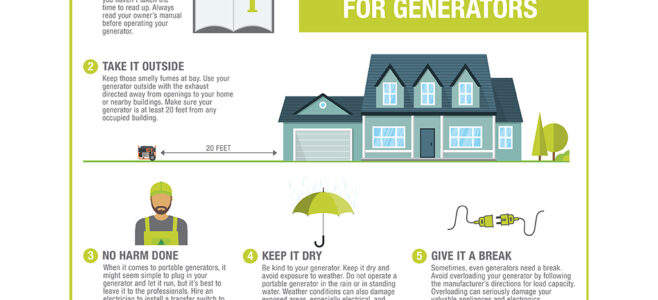 you haven't taken the
time to read up. Always
read your owner's manual
before operating your
generator.
FOR GENERATORS
2 TAKE IT OUTSIDE
Keep those smelly fumes at bay. Use your
generator outside with the exhaust
directed away from openings to your home
or nearby buildings. Make sure your
generator is at least 20 feet from any
occupied building.
20 FEET
3 NO HARM DONE
When it comes to portable generators, it
might seem simple to plug in your
generator and let it run, but it's best to
leave it to the professionals. Hire an
electrician to install a transfer switch to
4 KEEP IT DRY
Be kind to your generator. Keep it dry and
avoid exposure to weather. Do not operate a
portable generator in the rain or in standing
water. Weather conditions can also damage
exposed areas, especially electrical, and
5 GIVE IT A BREAK
Sometimes, even generators need a break.
Avoid overloading your generator by following
the manufacturer's directions for load capacity.
Overloading can seriously damage your
valuable appliances and electronics.